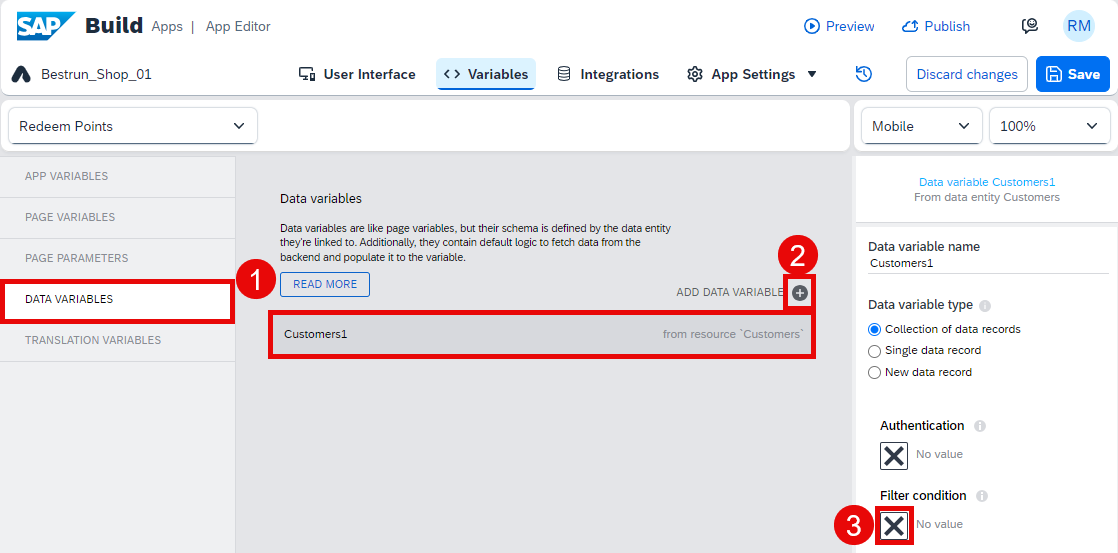 SAP Build Apps | App Editor Preview Publish RM
Bestrun_Shop_01 User Interface <> Variables Integrations App Settings Discard changes Save
Redeem Points Mobile 100%
APP VARIABLES
PAGE VARIABLES
PAGE PARAMETERS
DATA VARIABLES
TRANSLATION VARIABLES
1
Data variables
Data variables are like page variables, but their schema is defined by the data entity
they're linked to. Additionally, they contain default logic to fetch data from the
backend and populate it to the variable.
READ MORE
2
ADD DATA VARIABLE
Customers1 from resource `Customers`
Data variable Customers1
From data entity Customers
Data variable name
Customers1
Data variable type
Collection of data records
Single data record
New data record
Authentication
No value
Filter condition
3
No value